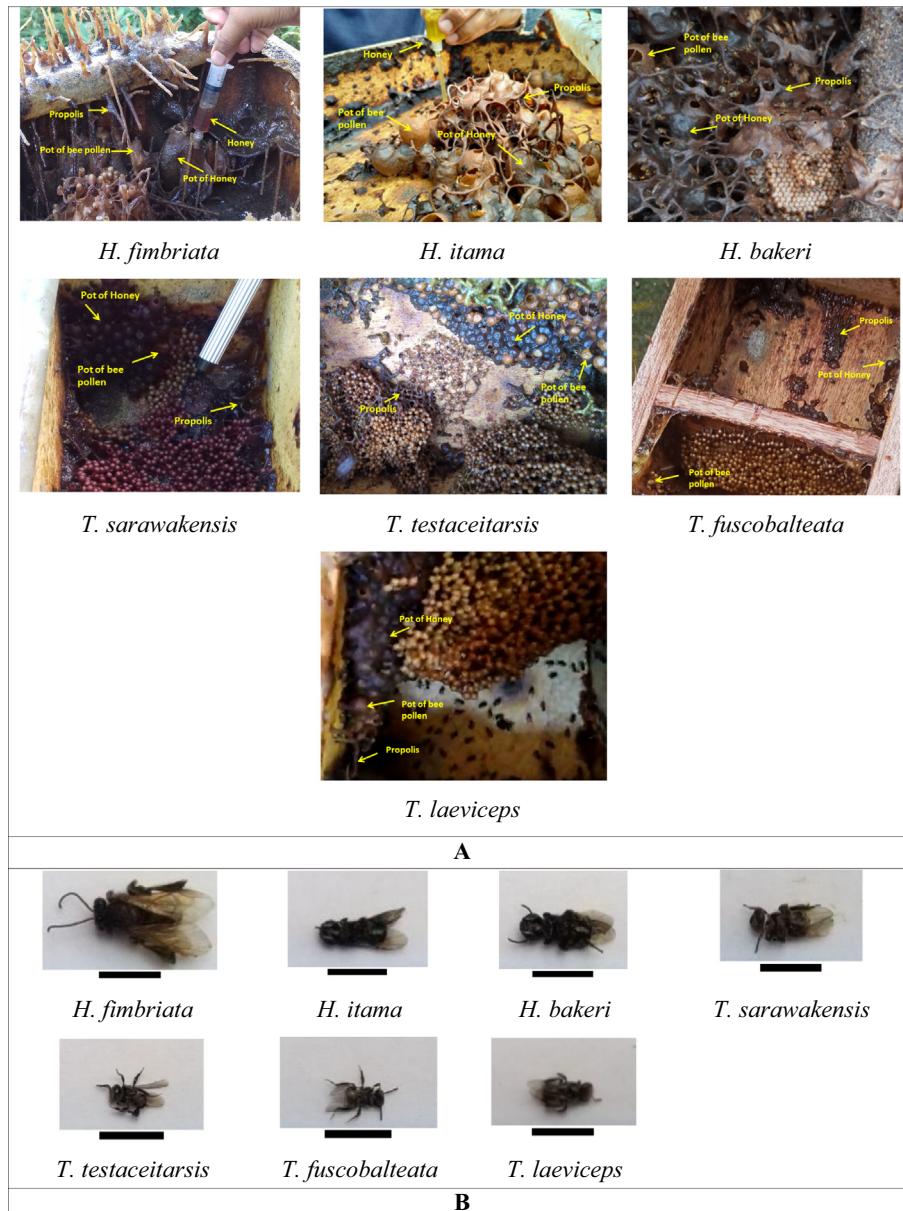 Propolis
Pot of bee pollen
Honey
Pot of Honey
H. fimbriata
Honey
Propolis
Pot of bee
pollen
Pot of Honey
H. itama
Pot of bee
pollen
Propolis
Pot of Honey
H. bakeri
Pot of Honey
Pot of bee
pollen
Propolis
T. sarawakensis
Pot of Honey
Pot of bee
pollen
Propolis
T. testaceitarsis
Propolis
Pot of Honey
Pot of bee
pollen
T. fuscobalteata
Pot of Honey
Pot of bee
pollen
Propolis
T. laeviceps
A
H. fimbriata
H. itama
H. bakeri
T. sarawakensis
T. testaceitarsis
T. fuscobalteata
T. laeviceps
B